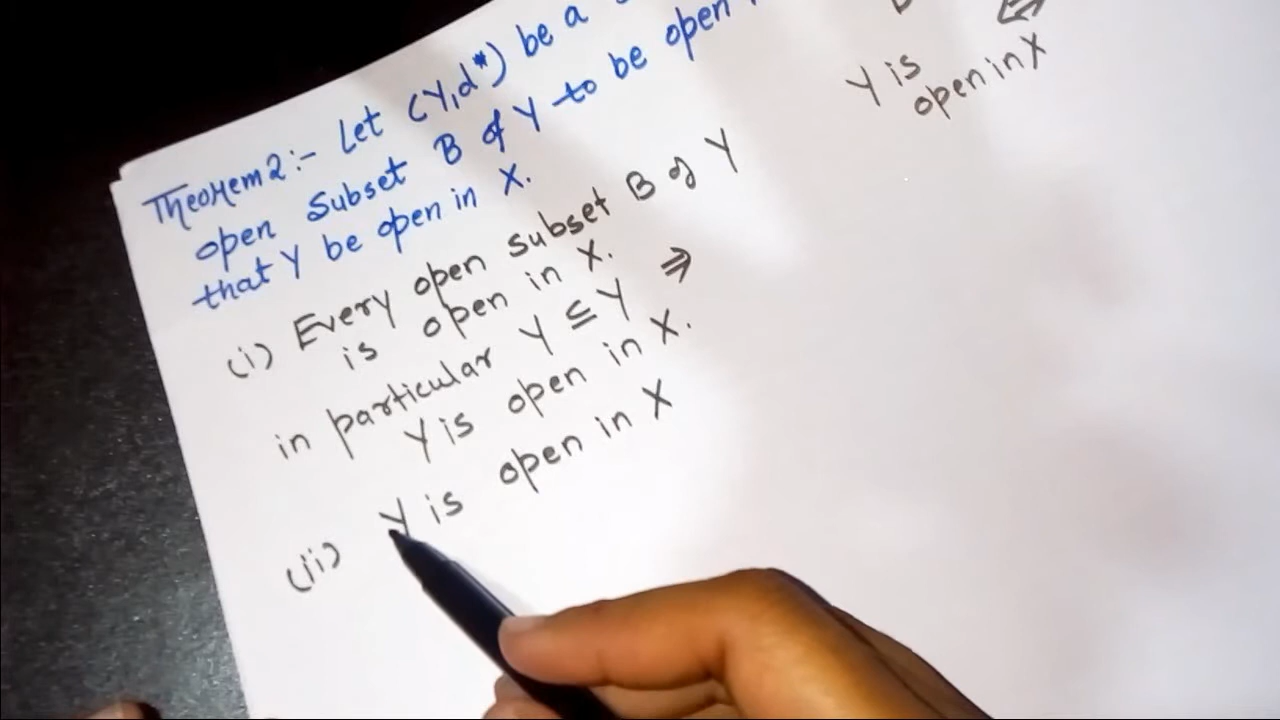 Theorem 2:- Let (Y, d*) be a
open subset B of Y to be open
that Y be open in X.
(i) Every open subset B of Y
is open in X.
in particular Y ⊆ Y ⇒
Y is open in X.
(ii) Y is open in X
⇔
Y is
open in X